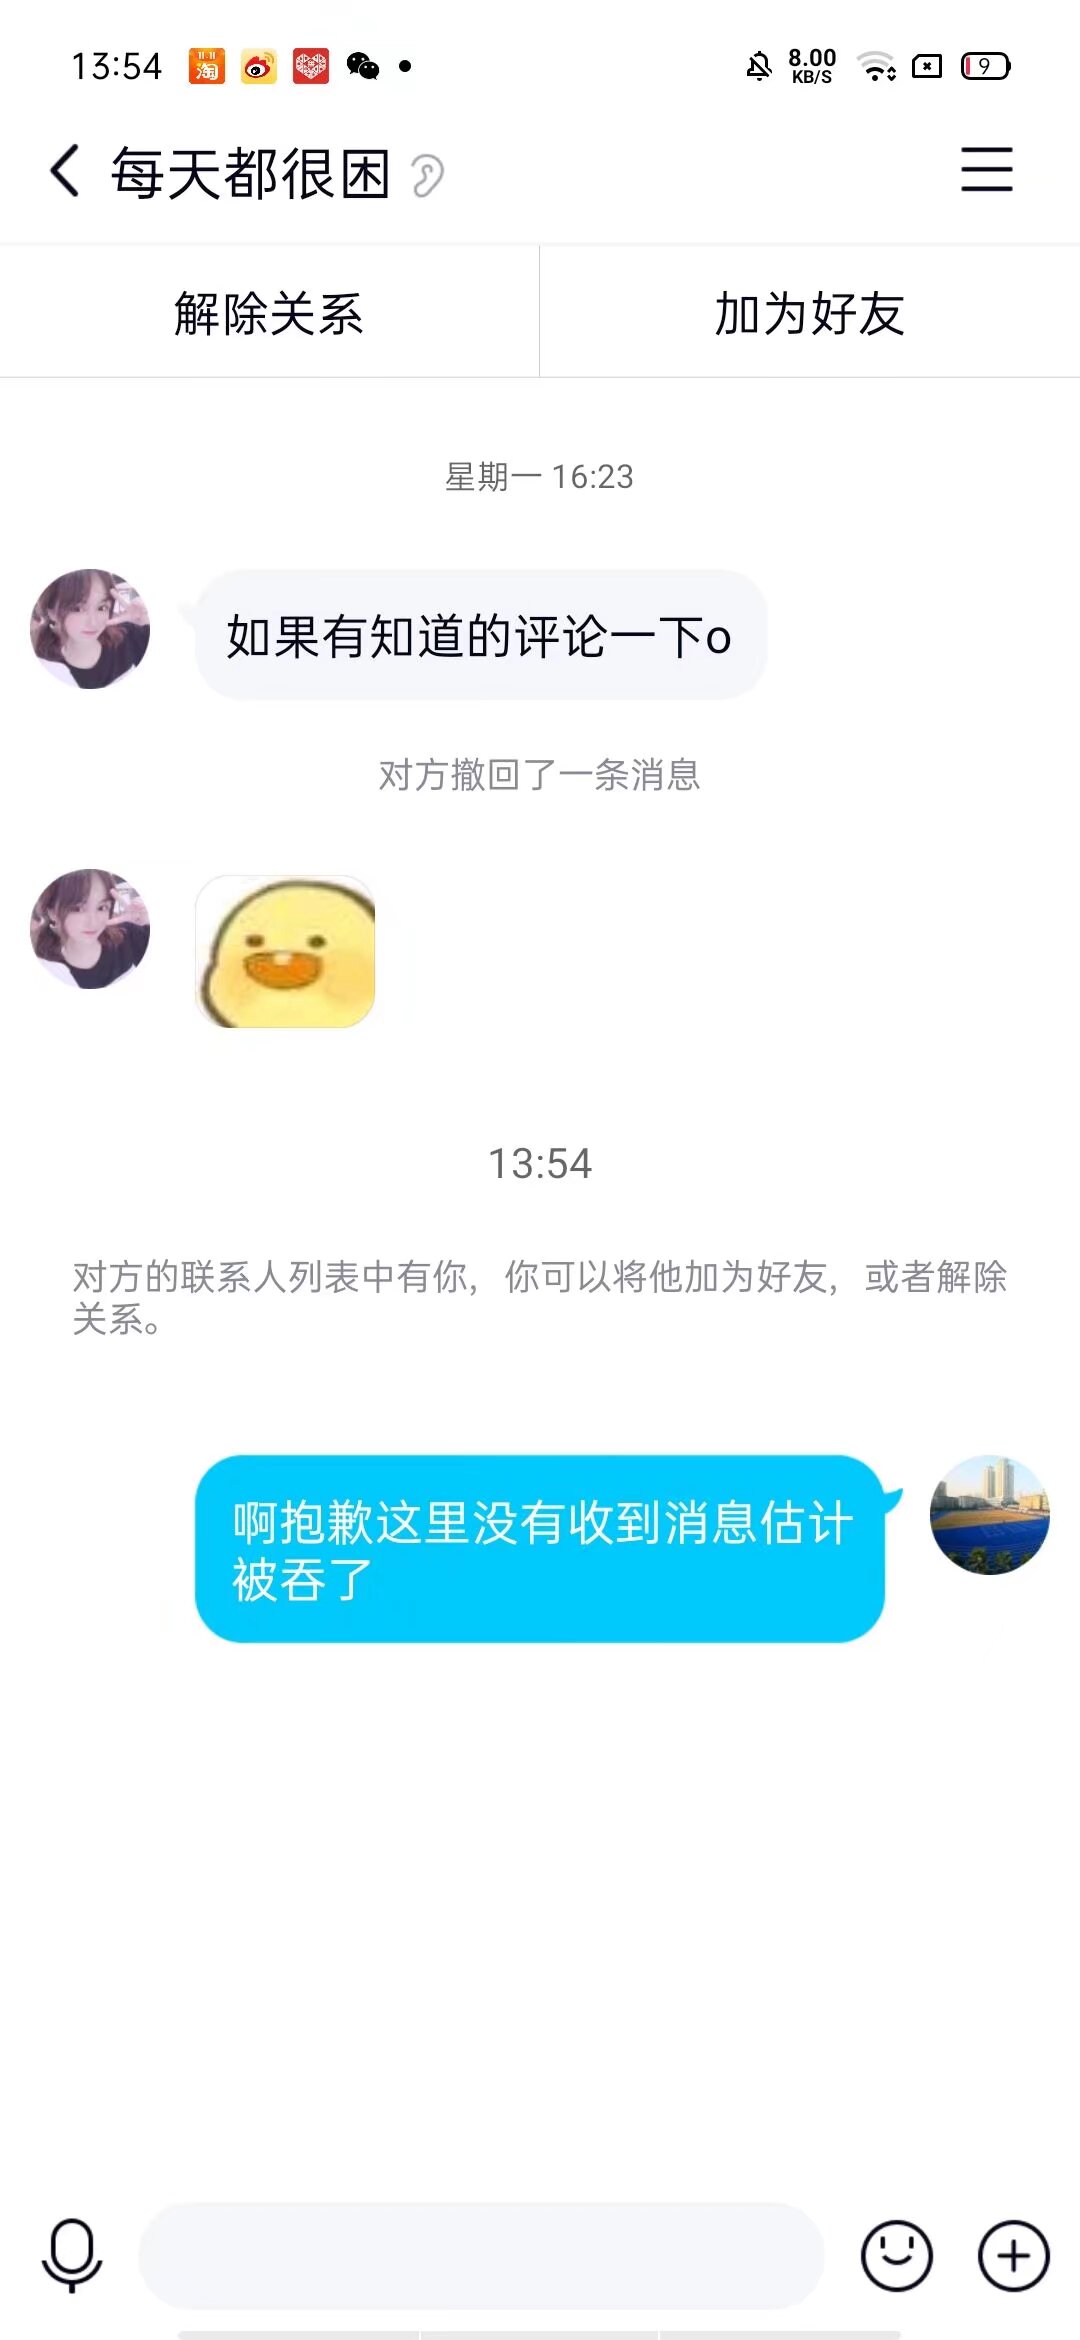 13:54
11.11
淘
8.00
KB/S
9
每天都很困
解除关系
加为好友
星期一 16:23
如果有知道的评论一下o
对方撤回了一条消息
13:54
对方的联系人列表中有你，你可以将他加为好友，或者解除
关系。
啊抱歉这里没有收到消息估计
被吞了